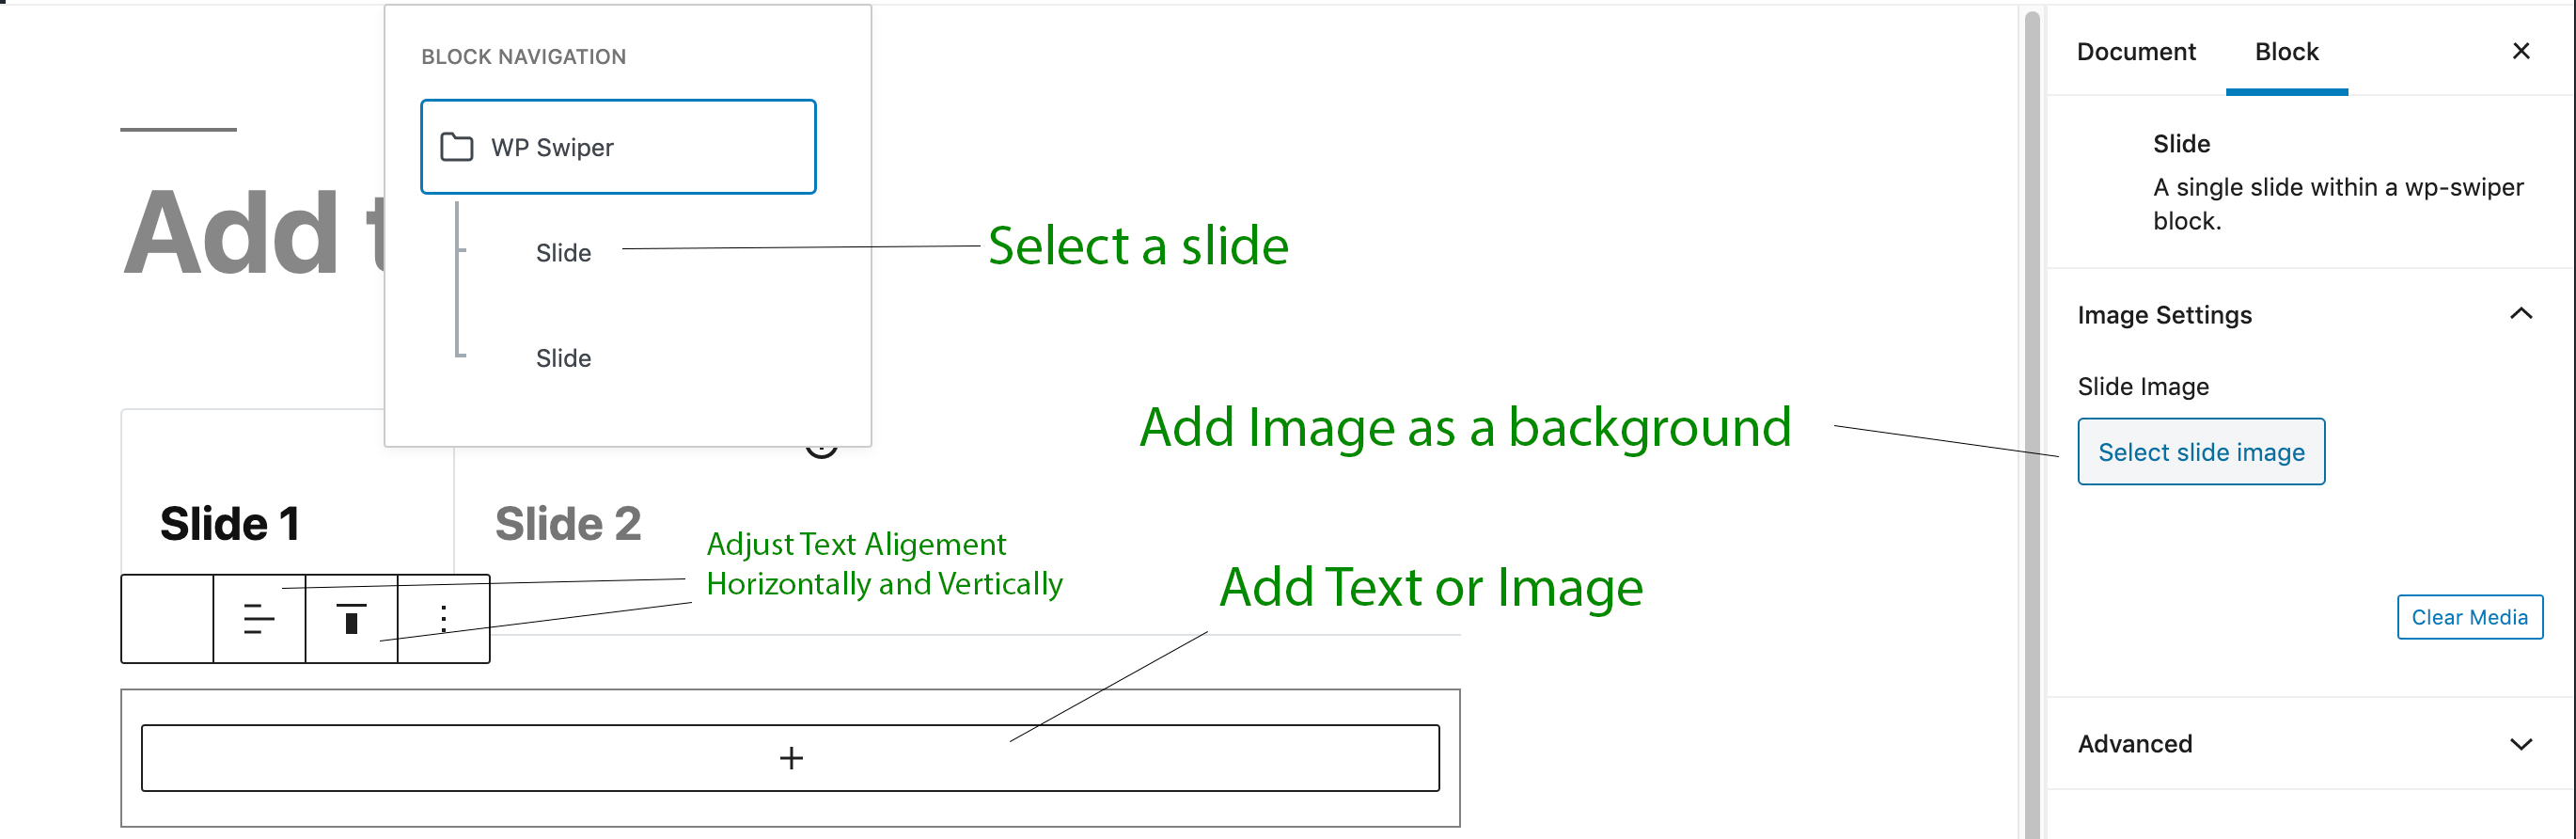 BLOCK NAVIGATION
WP Swiper
Slide
Slide
Add t
Select a slide
Add Image as a background
Slide 1
Slide 2
Adjust Text Aligement
Horizontally and Vertically
Add Text or Image
+
Document
Block
Slide
A single slide within a wp-swiper
block.
Image Settings
Slide Image
Select slide image
Clear Media
Advanced